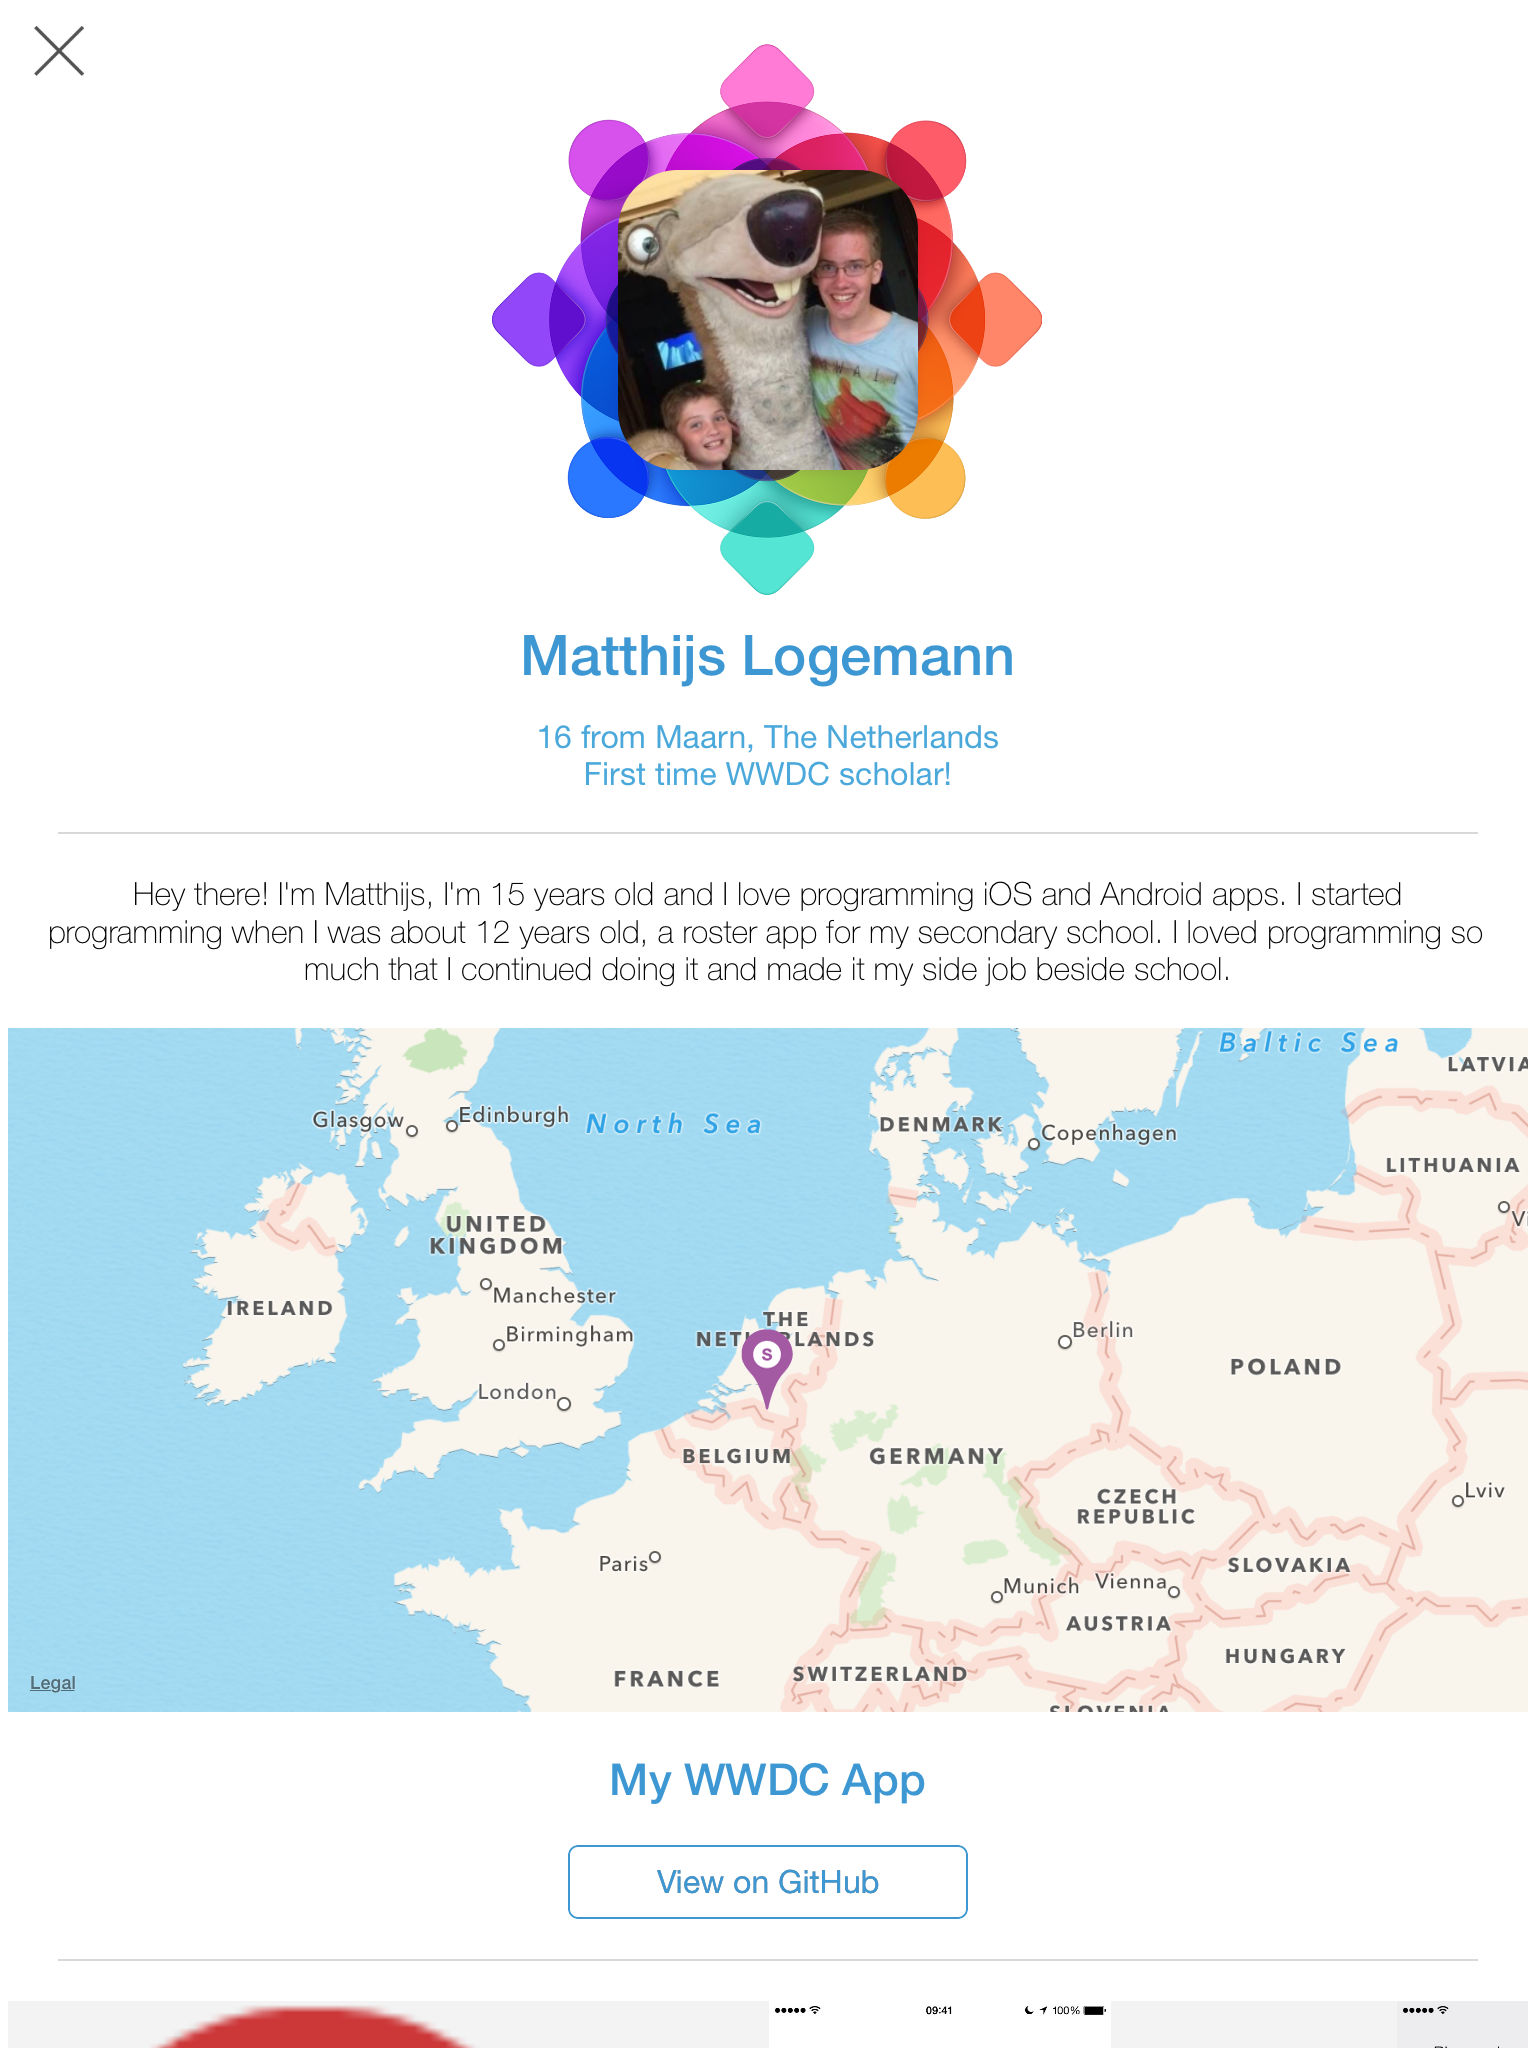 Matthijs Logemann
16 from Maarn, The Netherlands
First time WWDC scholar!
Hey there! I'm Matthijs, I'm 15 years old and I love programming iOS and Android apps. I started
programming when I was about 12 years old, a roster app for my secondary school. I loved programming so
much that I continued doing it and made it my side job beside school.
Baltic Sea
LATVIA
Glasgow
Edinburgh
North Sea
DENMARK
Copenhagen
LITHUANIA
Vi
UNITED
KINGDOM
IRELAND
Manchester
Birmingham
THE
NETHERLANDS
S
Berlin
POLAND
London
BELGIUM
GERMANY
CZECH
REPUBLIC
Lviv
Paris
SLOVAKIA
Munich
Vienna
AUSTRIA
HUNGARY
FRANCE
SWITZERLAND
SLOVENIA
Legal
My WWDC App
View on GitHub
09:41
100%